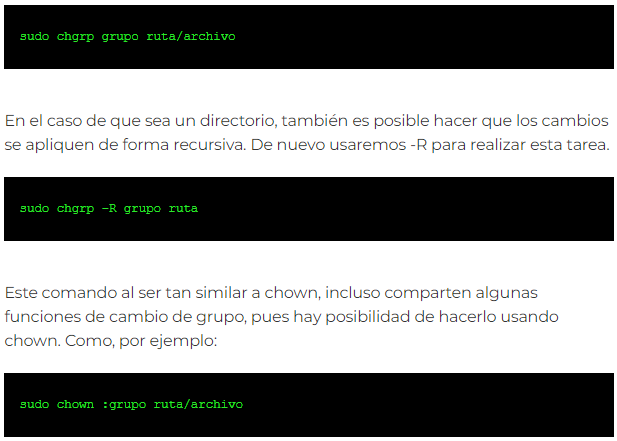 sudo chgrp grupo ruta/archivo
En el caso de que sea un directorio, también es posible hacer que los cambios
se apliquen de forma recursiva. De nuevo usaremos -R para realizar esta tarea.
sudo chgrp -R grupo ruta
Este comando al ser tan similar a chown, incluso comparten algunas
funciones de cambio de grupo, pues hay posibilidad de hacerlo usando
chown. Como, por ejemplo:
sudo chown :grupo ruta/archivo